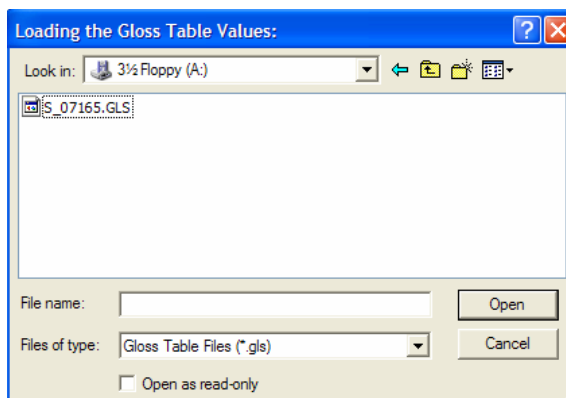 Loading the Gloss Table Values:
Look in: 3½ Floppy (A:)
S_07165.GLS
File name: Open
Files of type: Gloss Table Files (*.gls) Cancel
Open as read-only